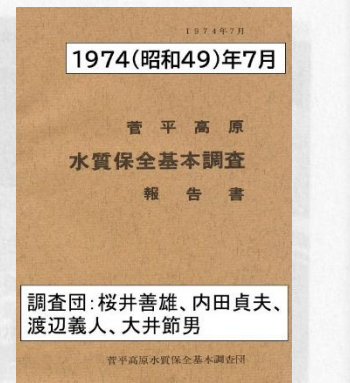 1974年7月
1974(昭和49)年7月
菅平高原
水質保全基本調査
報告書
調査団:桜井善雄、内田貞夫、
渡辺義人、大井節男
菅平高原水質保全基本調査団